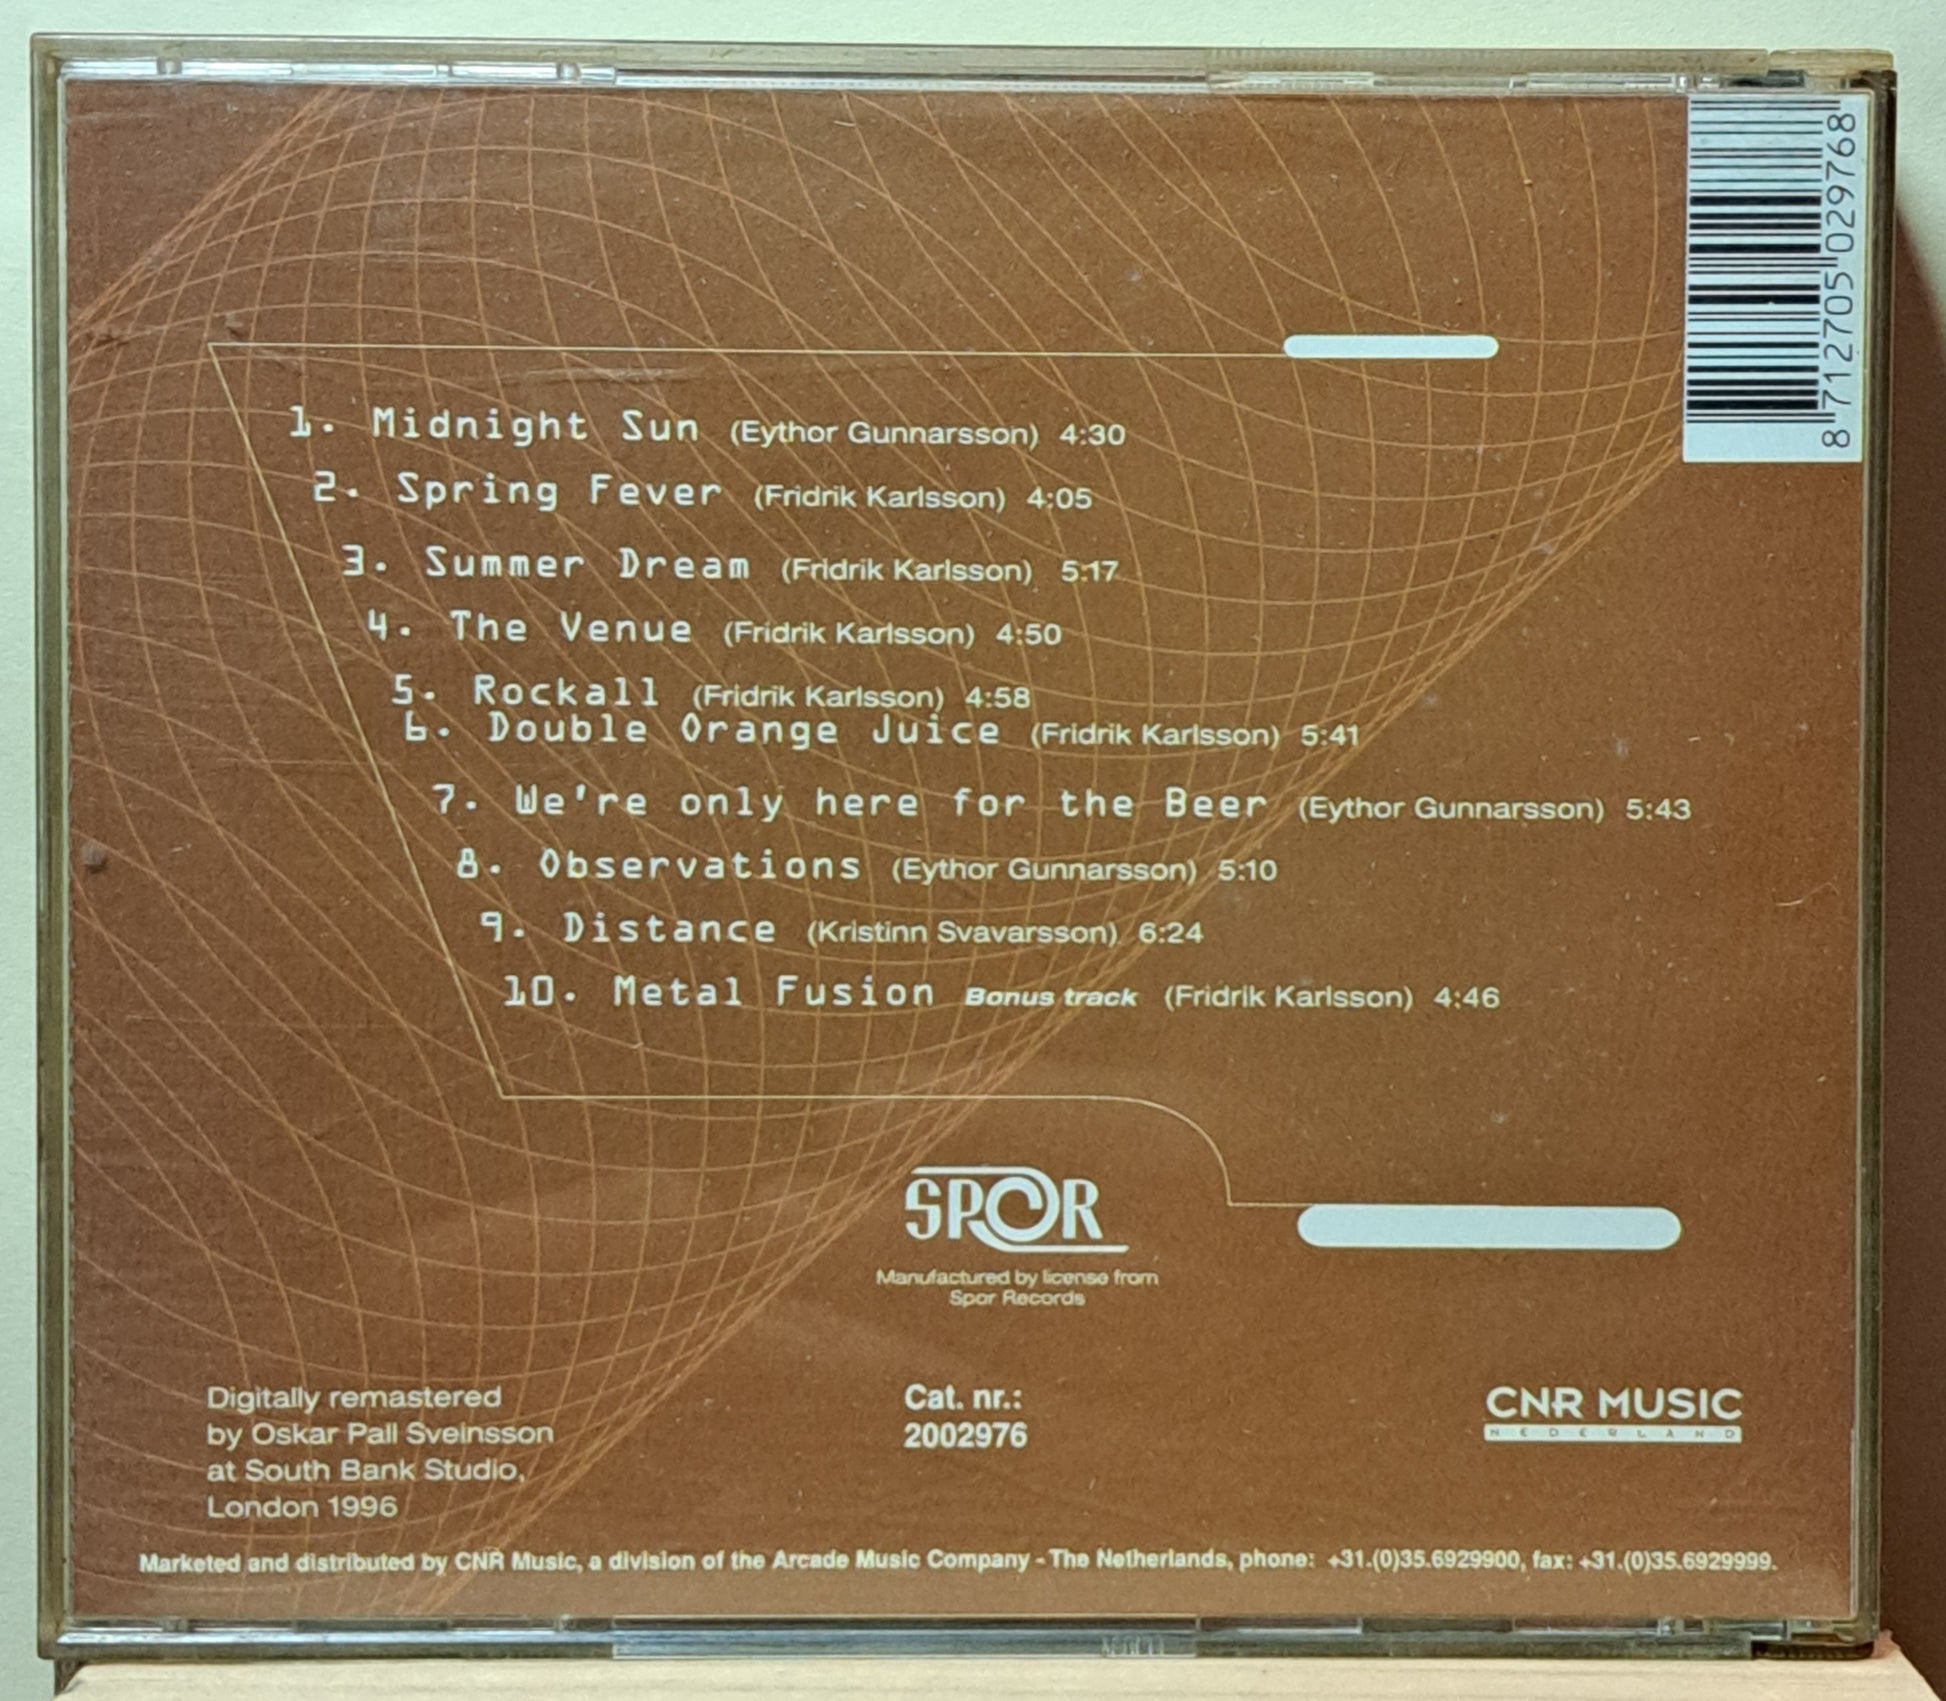 8 712705 029768
1. Midnight Sun (Eythor Gunnarsson) 4:30
2. Spring Fever (Fridrik Karlsson) 4:05
3. Summer Dream (Fridrik Karlsson) 5:17
4. The Venue (Fridrik Karlsson) 4:50
5. Rockall (Fridrik Karlsson) 4:58
6. Double Orange Juice (Fridrik Karlsson) 5:41
7. We're only here for the Beer (Eythor Gunnarsson) 5:43
8. Observations (Eythor Gunnarsson) 5:10
9. Distance (Kristinn Svavarsson) 6:24
10. Metal Fusion Bonus track (Fridrik Karlsson) 4:46
SPOR
Manufactured by license from
Spor Records
Digitally remastered
by Oskar Pall Sveinsson
at South Bank Studio,
London 1996
Cat. nr.:
2002976
CNR MUSIC
NEDERLAND
Marketed and distributed by CNR Music, a division of the Arcade Music Company - The Netherlands, phone: +31.(0)35.6929900, fax: +31.(0)35.6929999.